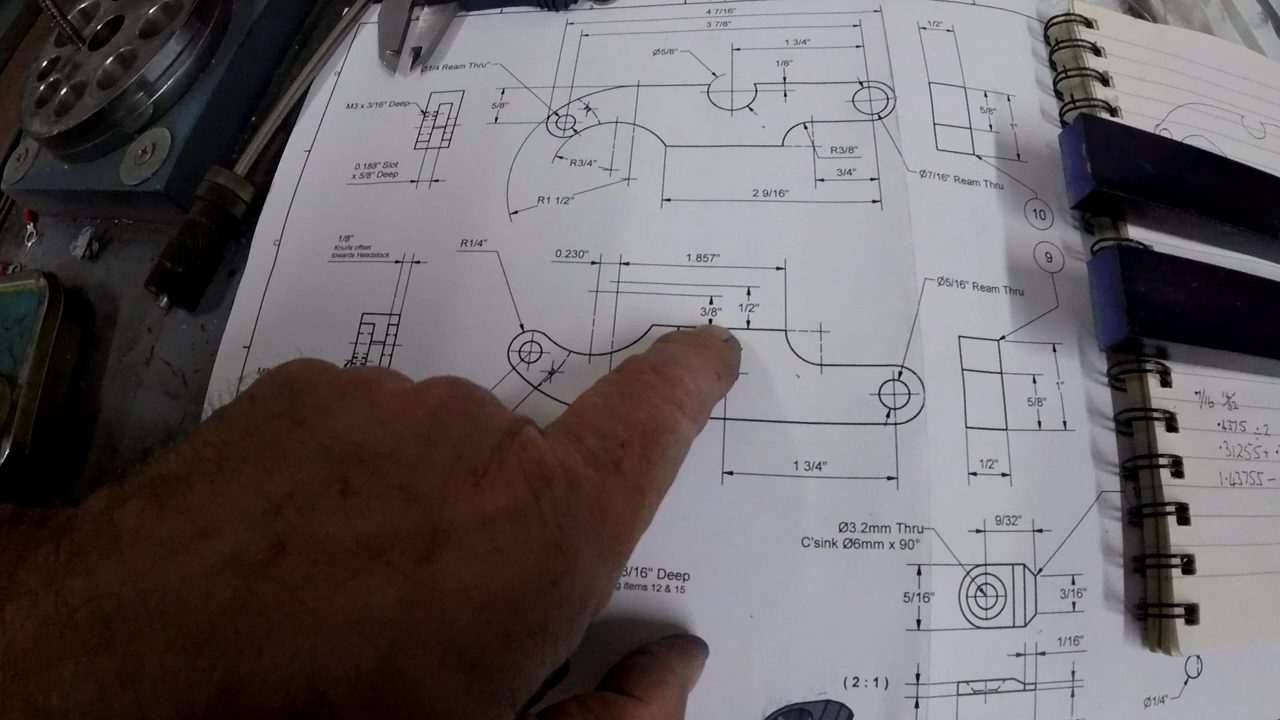 4 7/16"
3 7/8"
1/2"
1 3/4"
Ø5/8"
1/8"
Ø1/4 Ream Thru"
M3 x 3/16" Deep
5/8"
5/8"
1"
R3/4"
R3/8"
0.188" Slot
x 5/8" Deep
3/4"
Ø7/16" Ream Thru
R1 1/2"
2 9/16"
10
1/8"
Knurls offset
towards Headstock
R1/4"
0.230"
1.857"
9
Ø5/16" Ream Thru
3/8"
1/2"
1"
5/8"
7/16
.4375 ÷ 2
.31255+
1.43755-
1 3/4"
1/2"
Ø3.2mm Thru
C'sink Ø6mm x 90°
9/32"
3/16" Deep
items 12 & 15
5/16"
3/16"
1/16"
(2 : 1)
Ø1/4"